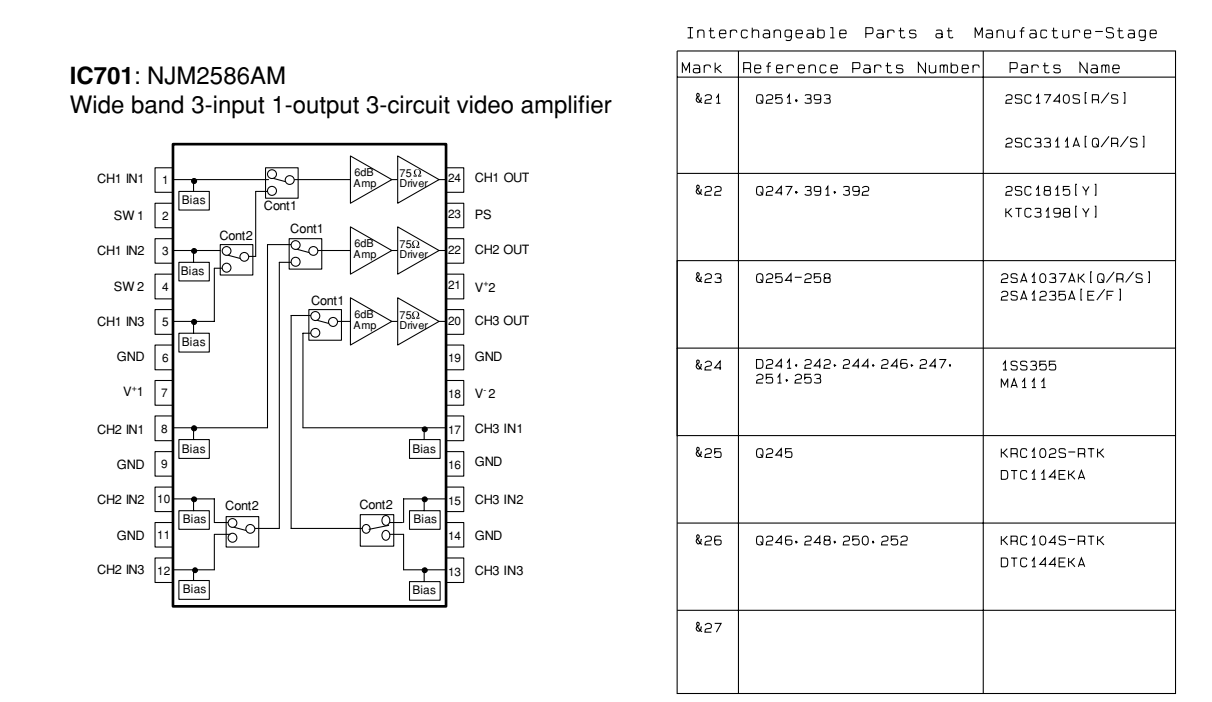 IC701: NJM2586AM
Wide band 3-input 1-output 3-circuit video amplifier
CH1 IN1 1
SW 1 2
CH1 IN2 3
SW 2 4
CH1 IN3 5
GND 6
V+1 7
CH2 IN1 8
GND 9
CH2 IN2 10
GND 11
CH2 IN3 12
Bias
Bias
Bias
Bias
Bias
Bias
Cont1
Cont2
Cont1
Cont1
Cont2
Cont2
6dB
Amp
75Ω
Driver
6dB
Amp
75Ω
Driver
6dB
Amp
75Ω
Driver
Bias
Bias
Bias
24 CH1 OUT
23 PS
22 CH2 OUT
21 V+2
20 CH3 OUT
19 GND
18 V-2
17 CH3 IN1
16 GND
15 CH3 IN2
14 GND
13 CH3 IN3
Interchangeable Parts at Manufacture-Stage
Mark Reference Parts Number Parts Name
&21 Q251, 393 2SC1740S[R/S]
2SC3311A[Q/R/S]
&22 Q247, 391, 392 2SC1815[Y]
KTC3198[Y]
&23 Q254-258 2SA1037AK[Q/R/S]
2SA1235A[E/F]
&24 D241, 242, 244, 246, 247, 1SS355
251, 253 MA111
&25 Q245 KRC102S-RTK
DTC114EKA
&26 Q246, 248, 250, 252 KRC104S-RTK
DTC144EKA
&27